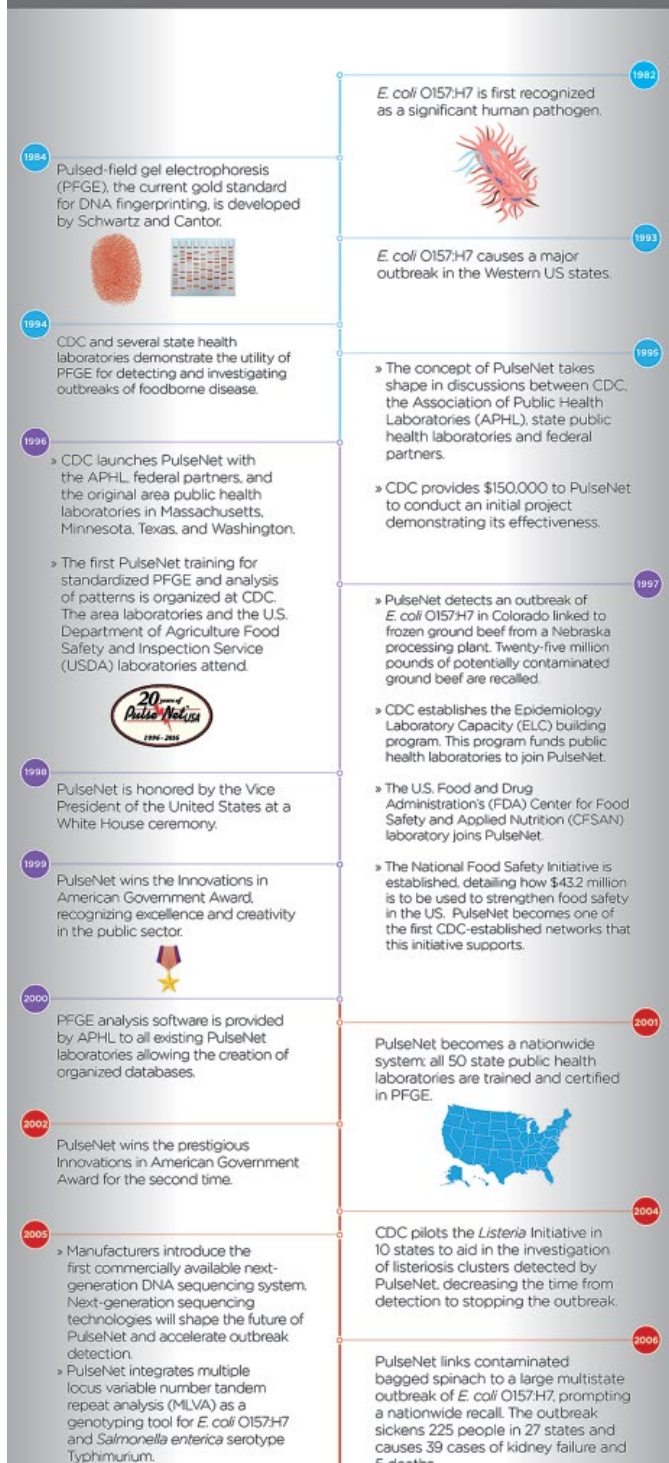 1982
E. coli O157:H7 is first recognized
as a significant human pathogen.
1984
Pulsed-field gel electrophoresis
(PFGE), the current gold standard
for DNA fingerprinting, is developed
by Schwartz and Cantor.
1993
E. coli O157:H7 causes a major
outbreak in the Western US states.
1994
CDC and several state health
laboratories demonstrate the utility of
PFGE for detecting and investigating
outbreaks of foodborne disease.
1995
» The concept of PulseNet takes
shape in discussions between CDC,
the Association of Public Health
Laboratories (APHL), state public
health laboratories and federal
partners.
» CDC provides $150,000 to PulseNet
to conduct an initial project
demonstrating its effectiveness.
1996
» CDC launches PulseNet with
the APHL, federal partners, and
the original area public health
laboratories in Massachusetts,
Minnesota, Texas, and Washington.
» The first PulseNet training for
standardized PFGE and analysis
of patterns is organized at CDC.
The area laboratories and the U.S.
Department of Agriculture Food
Safety and Inspection Service
(USDA) laboratories attend.
20 years of
PulseNet USA
1996 - 2016
1997
» PulseNet detects an outbreak of
E. coli O157:H7 in Colorado linked to
frozen ground beef from a Nebraska
processing plant. Twenty-five million
pounds of potentially contaminated
ground beef are recalled.
» CDC establishes the Epidemiology
Laboratory Capacity (ELC) building
program. This program funds public
health laboratories to join PulseNet.
» The U.S. Food and Drug
Administration's (FDA) Center for Food
Safety and Applied Nutrition (CFSAN)
laboratory joins PulseNet.
» The National Food Safety Initiative is
established, detailing how $43.2 million
is to be used to strengthen food safety
in the US. PulseNet becomes one of
the first CDC-established networks that
this initiative supports.
1998
PulseNet is honored by the Vice
President of the United States at a
White House ceremony.
1999
PulseNet wins the Innovations in
American Government Award,
recognizing excellence and creativity
in the public sector.
2000
PFGE analysis software is provided
by APHL to all existing PulseNet
laboratories allowing the creation of
organized databases.
2001
PulseNet becomes a nationwide
system; all 50 state public health
laboratories are trained and certified
in PFGE.
2002
PulseNet wins the prestigious
Innovations in American Government
Award for the second time.
2004
CDC pilots the Listeria Initiative in
10 states to aid in the investigation
of listeriosis clusters detected by
PulseNet, decreasing the time from
detection to stopping the outbreak.
2005
» Manufacturers introduce the
first commercially available next-
generation DNA sequencing system.
Next-generation sequencing
technologies will shape the future of
PulseNet and accelerate outbreak
detection.
» PulseNet integrates multiple
locus variable number tandem
repeat analysis (MLVA) as a
genotyping tool for E. coli O157:H7
and Salmonella enterica serotype
Typhimurium.
2006
PulseNet links contaminated
bagged spinach to a large multistate
outbreak of E. coli O157:H7, prompting
a nationwide recall. The outbreak
sickens 225 people in 27 states and
causes 39 cases of kidney failure and
5 deaths